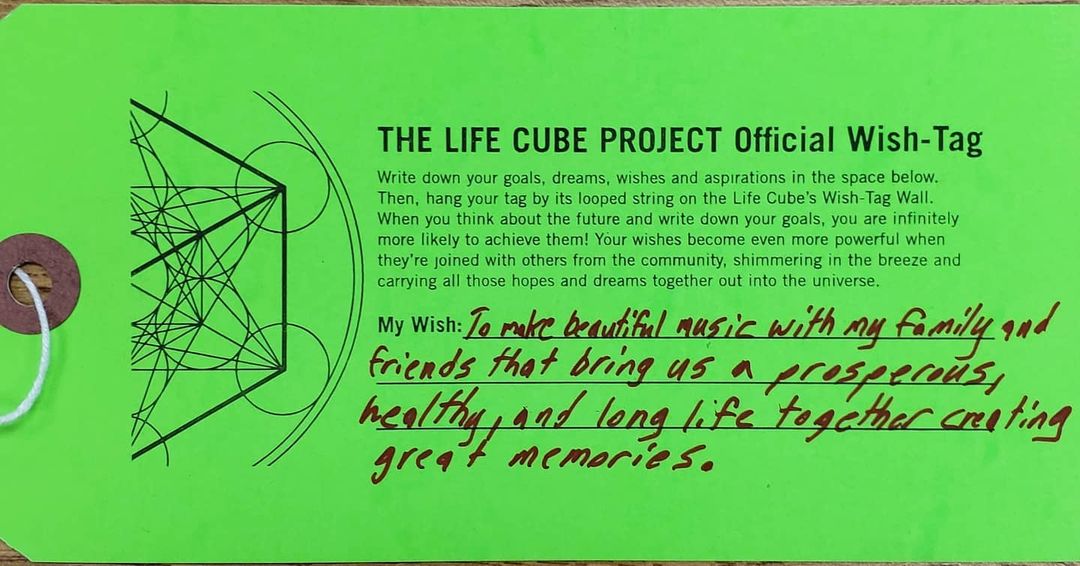 THE LIFE CUBE PROJECT Official Wish-Tag
Write down your goals, dreams, wishes and aspirations in the space below.
Then, hang your tag by its looped string on the Life Cube's Wish-Tag Wall.
When you think about the future and write down your goals, you are infinitely
more likely to achieve them! Your wishes become even more powerful when
they're joined with others from the community, shimmering in the breeze and
carrying all those hopes and dreams together out into the universe.
My Wish: To make beautiful music with my family and
friends that bring us a prosperous,
healthy, and long life together creating
great memories.